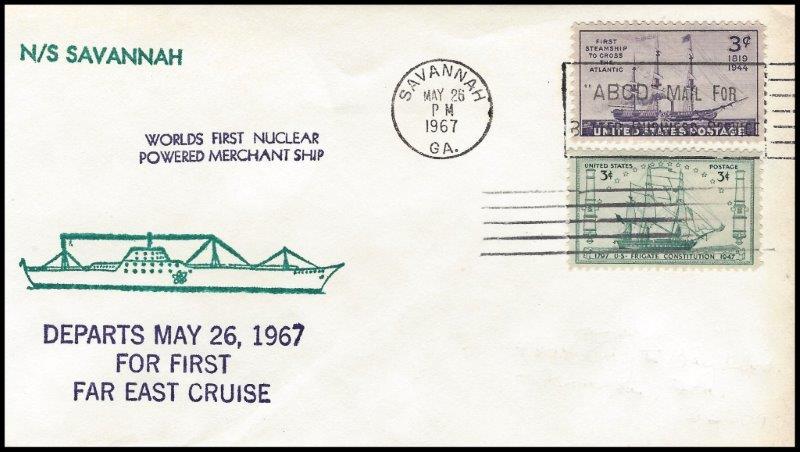 N/S SAVANNAH
WORLDS FIRST NUCLEAR
POWERED MERCHANT SHIP
DEPARTS MAY 26, 1967
FOR FIRST
FAR EAST CRUISE
SAVANNAH
MAY 26
PM
1967
GA.
FIRST
STEAMSHIP
TO CROSS
THE
ATLANTIC
3¢
1819
1944
"ABCD" MAIL FOR
UNITED STATES POSTAGE
UNITED STATES POSTAGE
3¢ 3¢
1797 U·S· FRIGATE CONSTITUTION 1947